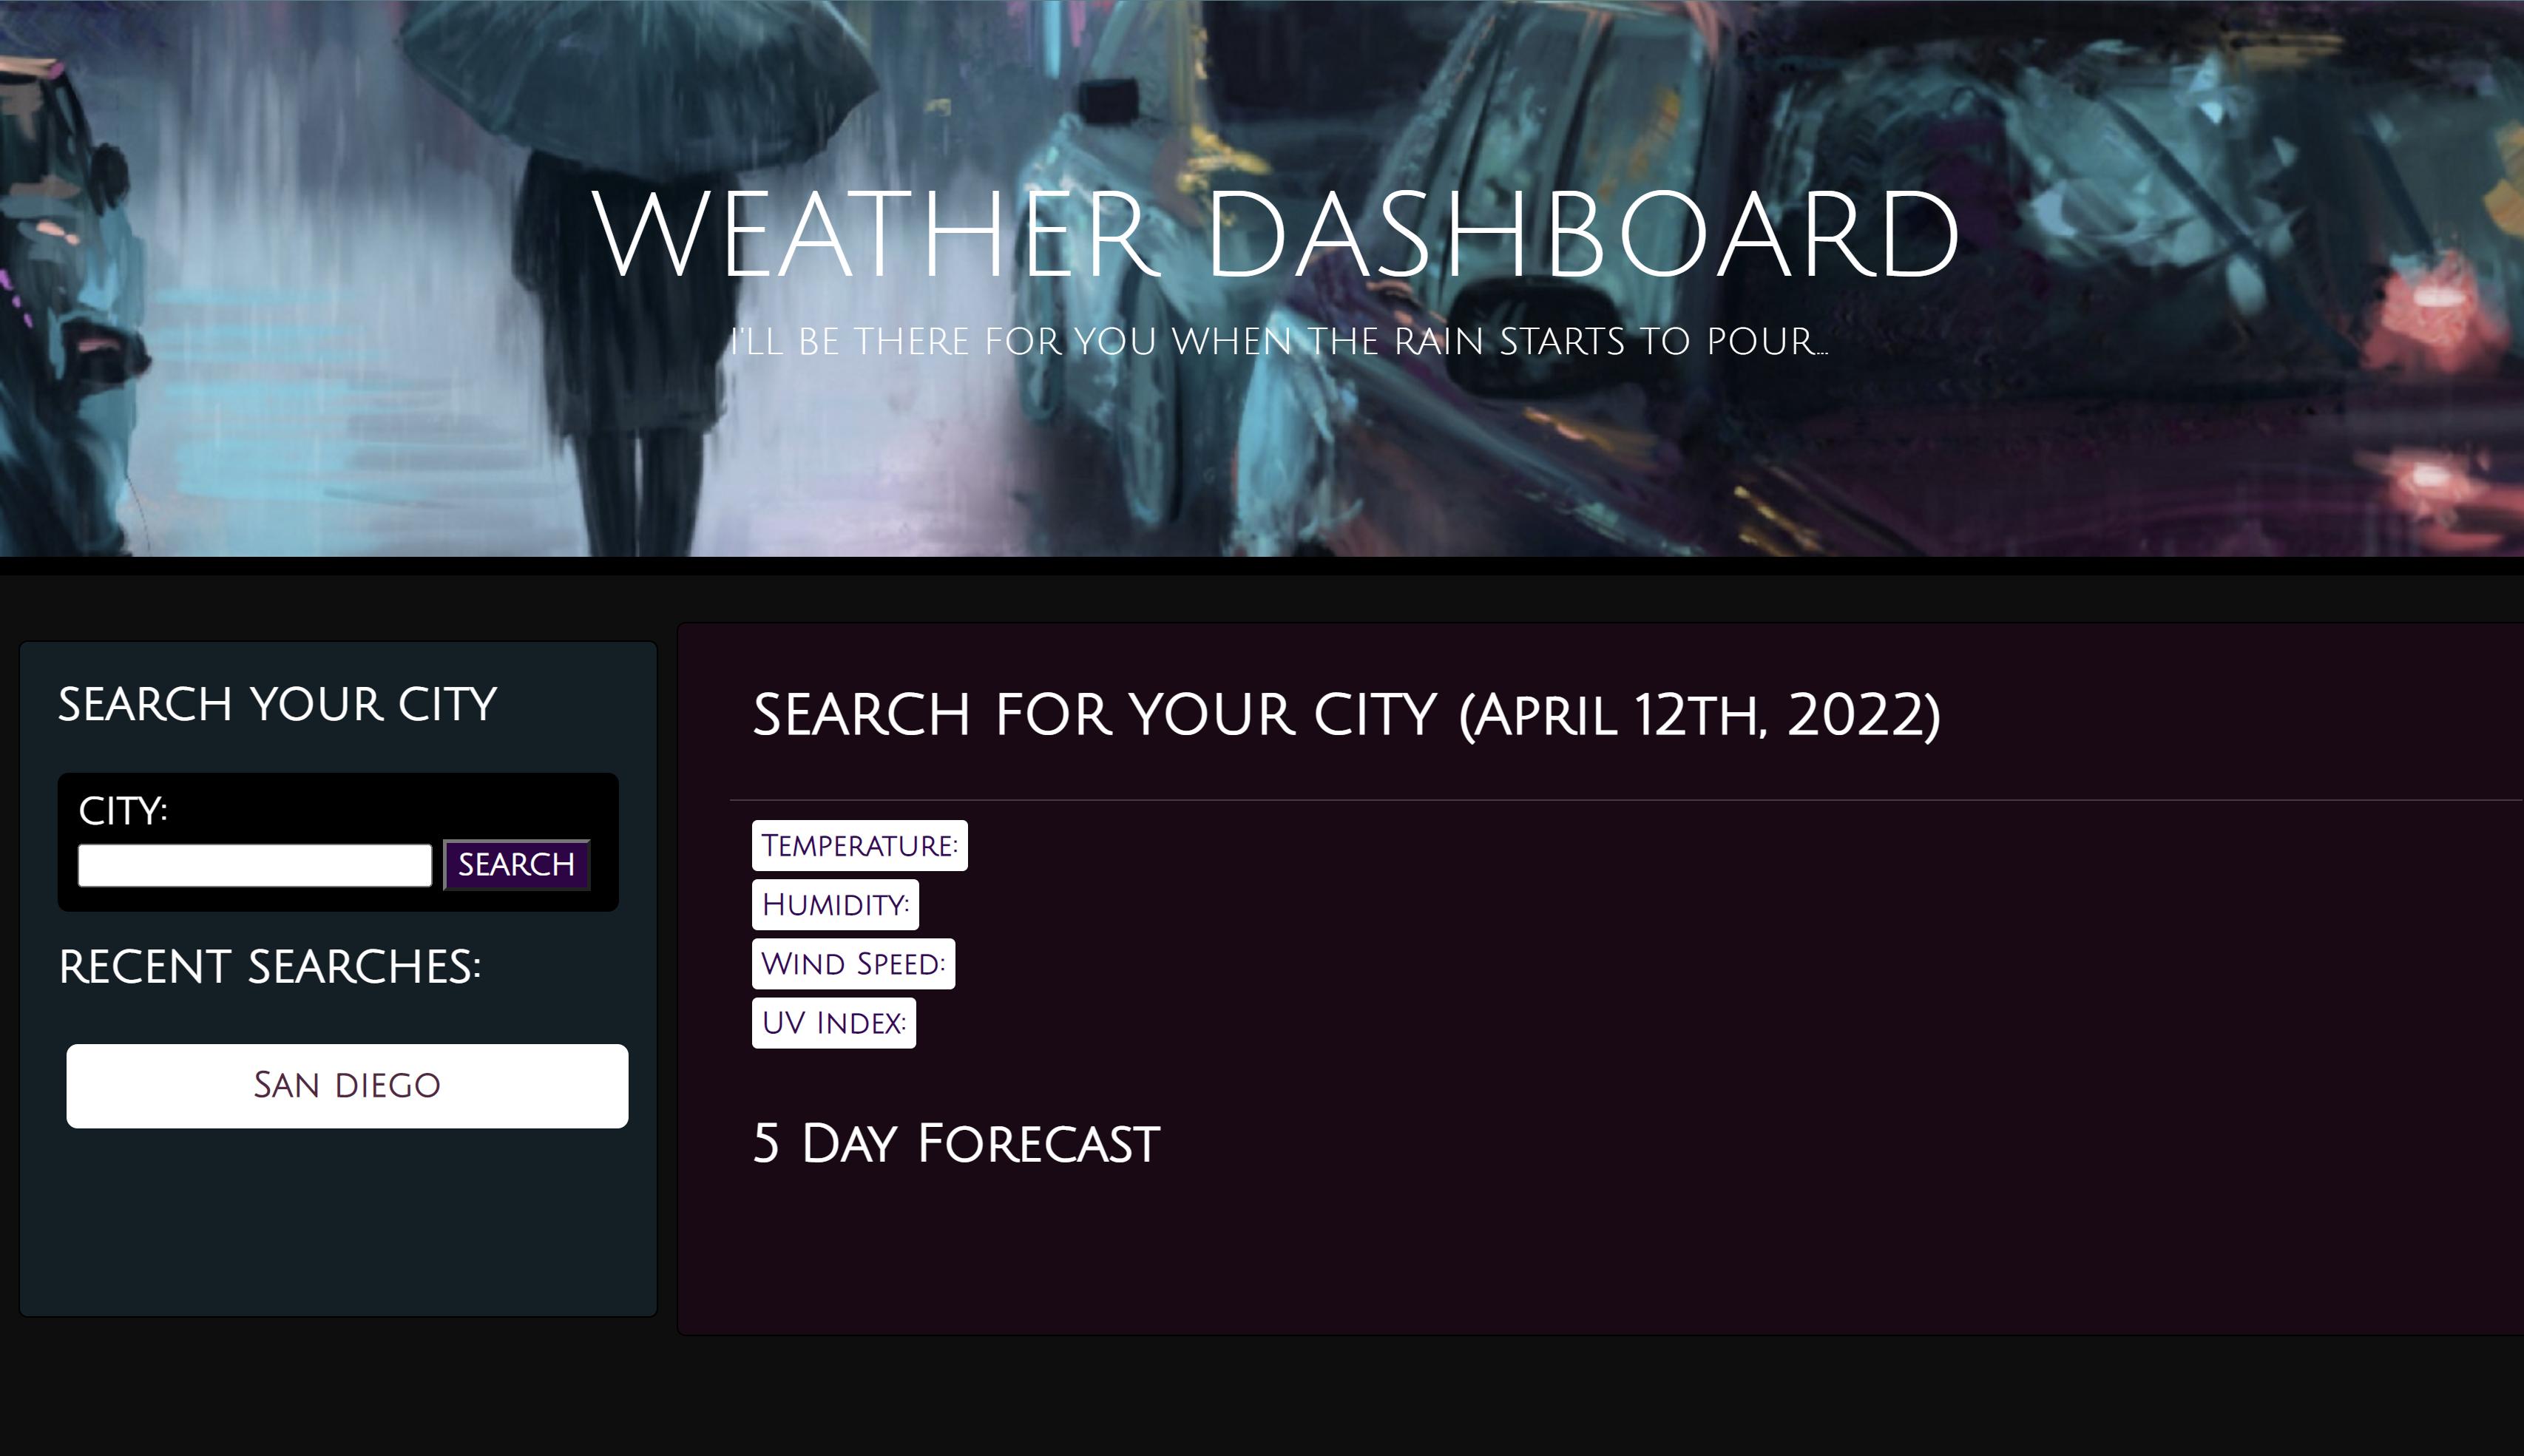 WEATHER DASHBOARD
I'LL BE THERE FOR YOU WHEN THE RAIN STARTS TO POUR...
SEARCH YOUR CITY
CITY:
SEARCH
RECENT SEARCHES:
San diego
SEARCH FOR YOUR CITY (April 12th, 2022)
Temperature:
Humidity:
Wind Speed:
UV Index:
5 Day Forecast